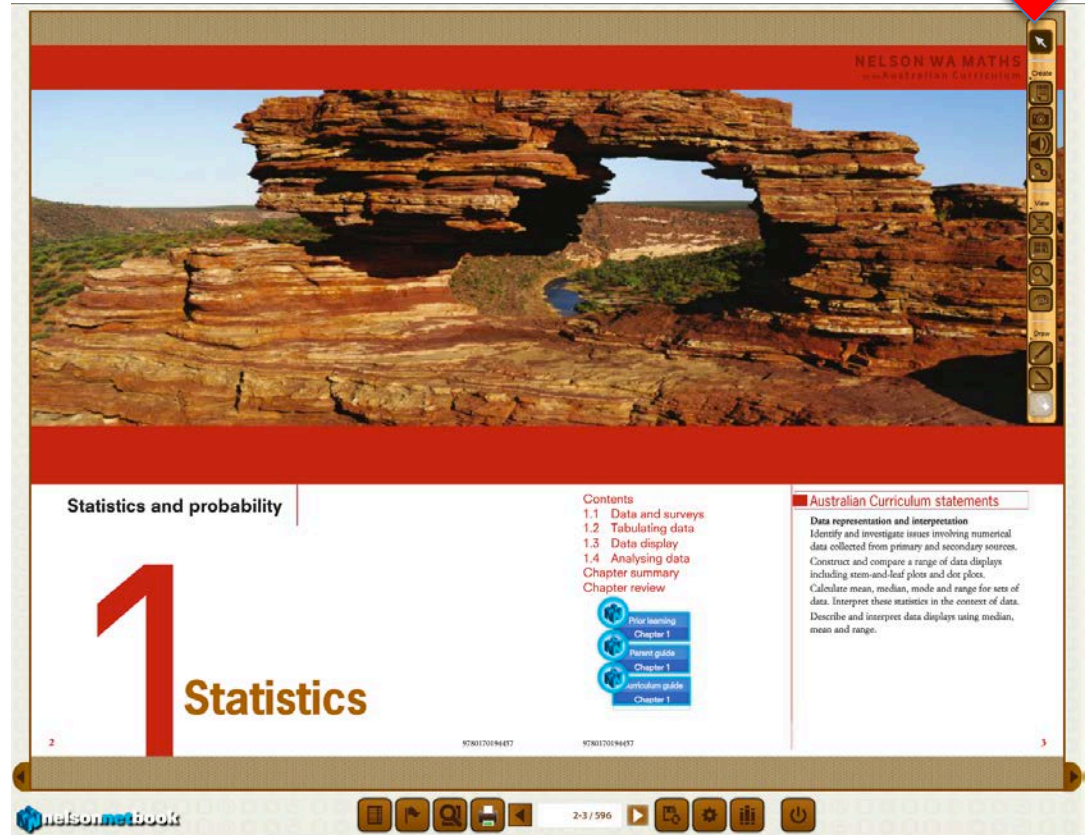 NELSON WA MATHS
for the Australian Curriculum
Create
View
Draw
Statistics and probability
1
Statistics
Contents
1.1 Data and surveys
1.2 Tabulating data
1.3 Data display
1.4 Analysing data
Chapter summary
Chapter review
Prior learning
Chapter 1
Parent guide
Chapter 1
Curriculum guide
Chapter 1
Australian Curriculum statements
Data representation and interpretation
Identify and investigate issues involving numerical
data collected from primary and secondary sources.
Construct and compare a range of data displays
including stem-and-leaf plots and dot plots.
Calculate mean, median, mode and range for sets of
data. Interpret these statistics in the context of data.
Describe and interpret data displays using median,
mean and range.
2
9780170194457
9780170194457
3
nelsonnetbook
2-3 / 596